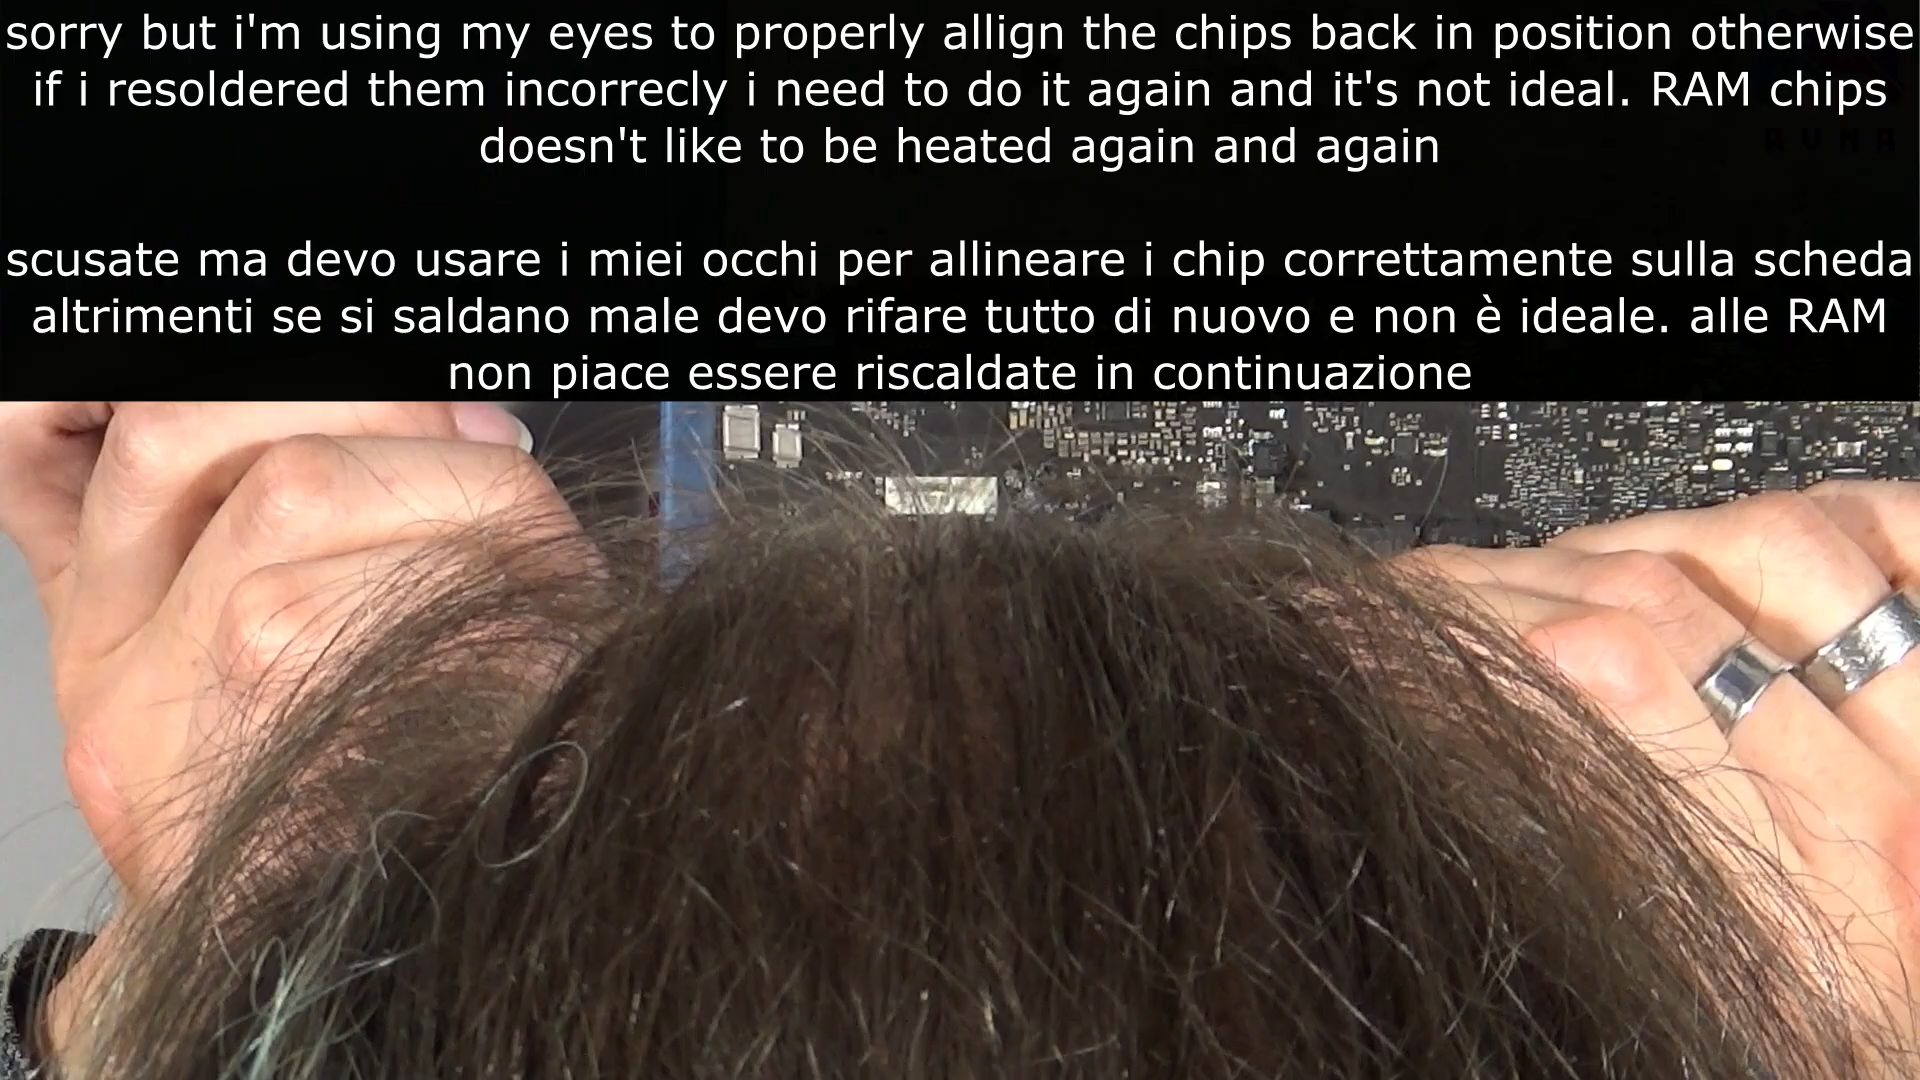 sorry but i'm using my eyes to properly allign the chips back in position otherwise
if i resoldered them incorrecly i need to do it again and it's not ideal. RAM chips
doesn't like to be heated again and again
scusate ma devo usare i miei occhi per allineare i chip correttamente sulla scheda
altrimenti se si saldano male devo rifare tutto di nuovo e non è ideale. alle RAM
non piace essere riscaldate in continuazione